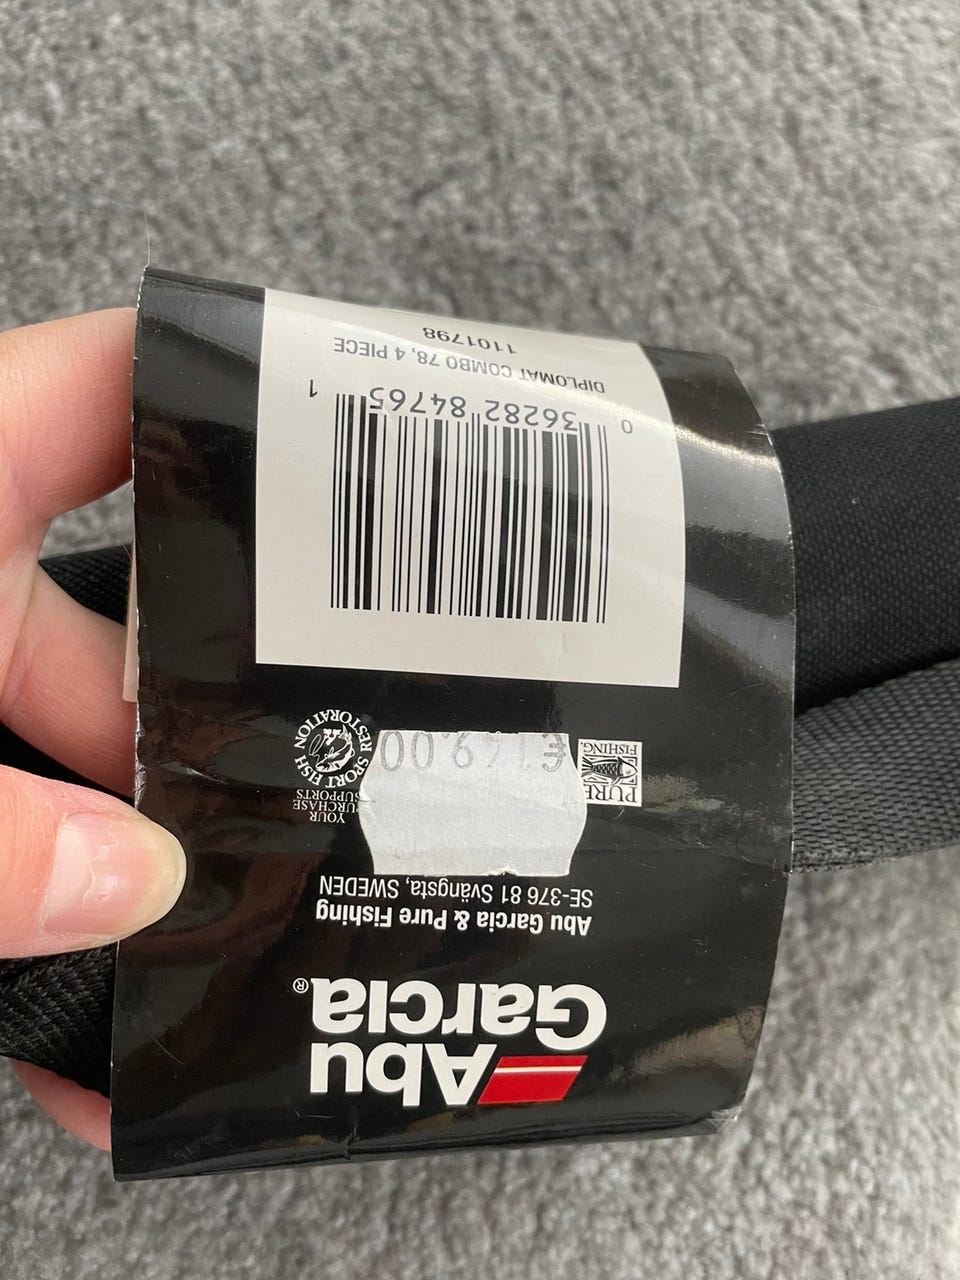 Abu
Garcia®
Abu Garcia & Pure Fishing
SE-376 81 Svängsta, SWEDEN
PURE
FISHING.
£149.00
YOUR
PURCHASE
SUPPORTS
SPORT FISH RESTORATION
0 36282 84765 1
DIPLOMAT COMBO 78, 4 PIECE
1101798